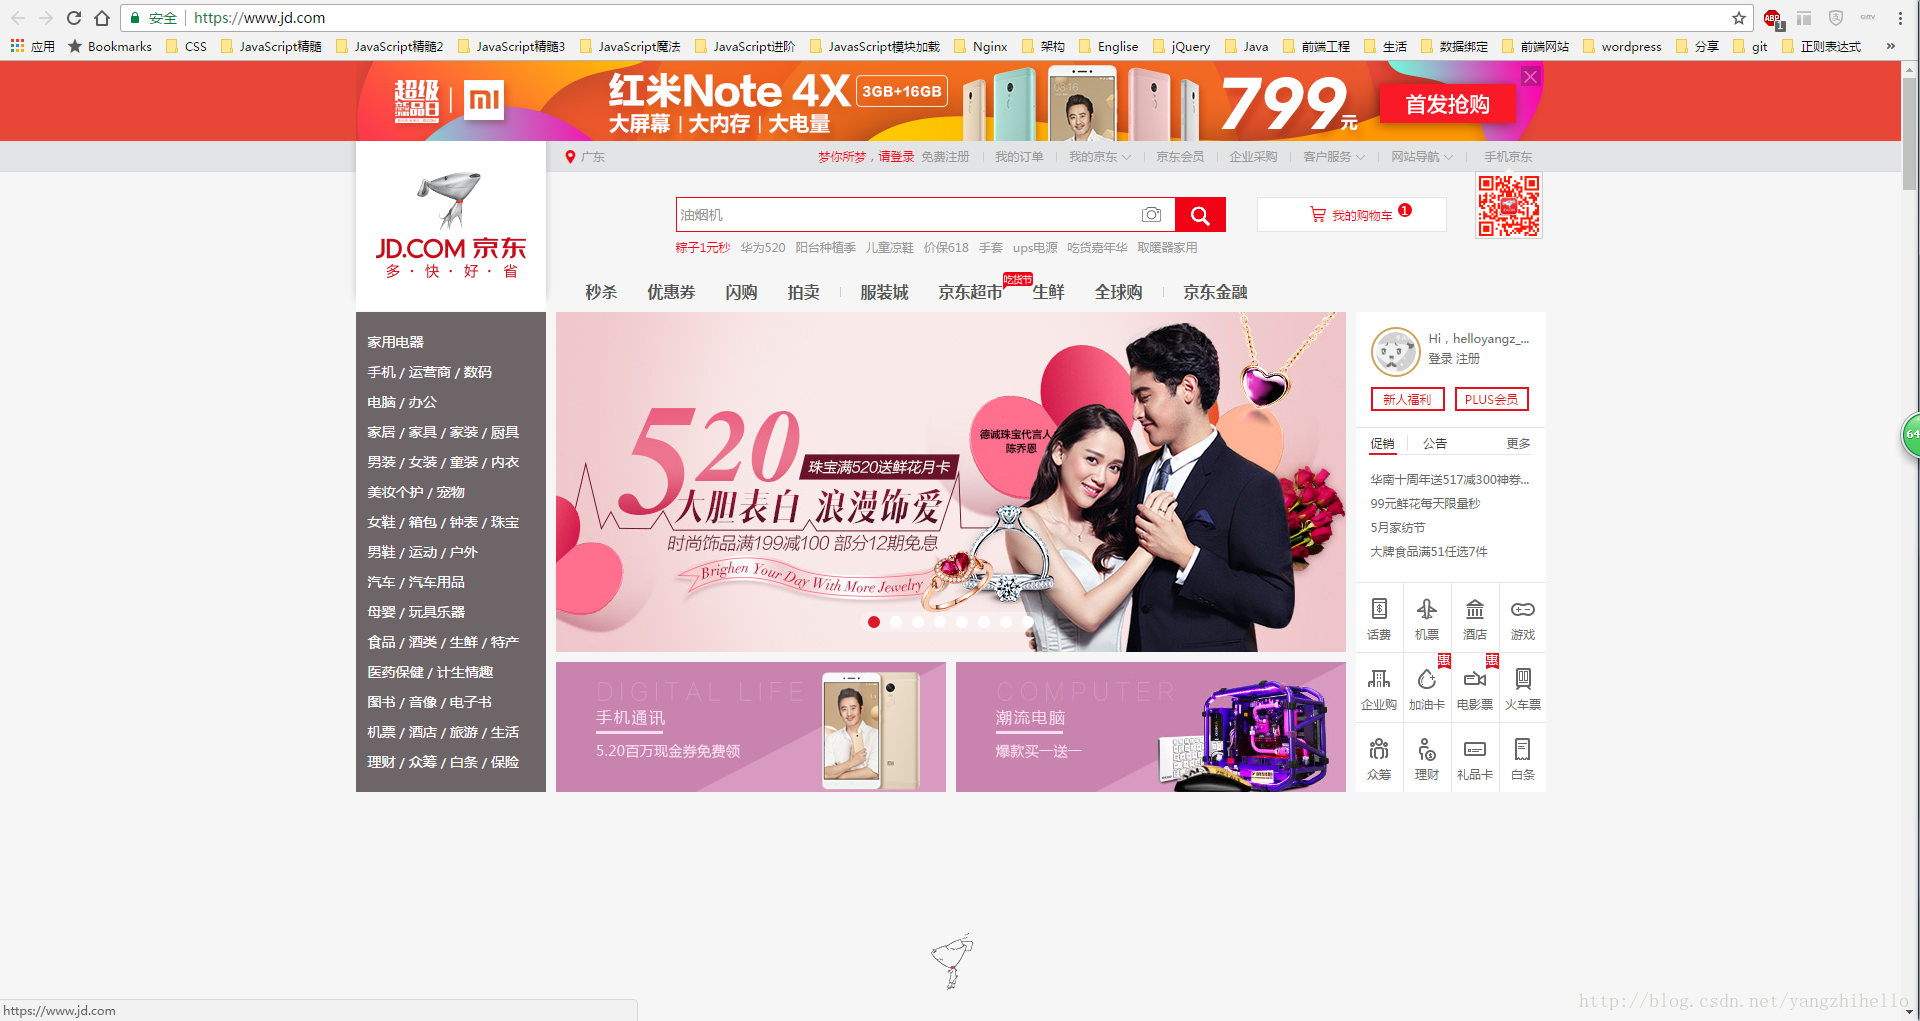 安全 https://www.jd.com
应用 Bookmarks CSS JavaScript精髓 JavaScript精髓2 JavaScript精髓3 JavaScript魔法 JavaScript进阶 JavasScript模块加载 Nginx 架构 Englise jQuery Java 前端工程 生活 数据绑定 前端网站 wordpress 分享 git 正则表达式 »
超级
新品日
mi
红米Note 4X 3GB+16GB
大屏幕 | 大内存 | 大电量
799元
首发抢购
广东
梦你所梦，请登录 免费注册 我的订单 我的京东 京东会员 企业采购 客户服务 网站导航 手机京东
JD.COM 京东
多·快·好·省
油烟机
我的购物车 1
粽子1元秒 华为520 阳台种植季 儿童凉鞋 价保618 手套 ups电源 吃货嘉年华 取暖器家用
吃货节
秒杀 优惠券 闪购 拍卖 服装城 京东超市 生鲜 全球购 京东金融
家用电器
手机 / 运营商 / 数码
电脑 / 办公
家居 / 家具 / 家装 / 厨具
男装 / 女装 / 童装 / 内衣
美妆个护 / 宠物
女鞋 / 箱包 / 钟表 / 珠宝
男鞋 / 运动 / 户外
汽车 / 汽车用品
母婴 / 玩具乐器
食品 / 酒类 / 生鲜 / 特产
医药保健 / 计生情趣
图书 / 音像 / 电子书
机票 / 酒店 / 旅游 / 生活
理财 / 众筹 / 白条 / 保险
520
珠宝满520送鲜花月卡
大胆表白 浪漫饰爱
时尚饰品满199减100 部分12期免息
Brighen Your Day With More Jewelry
德诚珠宝代言人
陈乔恩
DIGITAL LIFE
手机通讯
5.20百万现金券免费领
COMPUTER
潮流电脑
爆款买一送一
Hi，helloyangz_...
登录 注册
新人福利 PLUS会员
促销 公告 更多
华南十周年送517减300神券...
99元鲜花每天限量秒
5月家纺节
大牌食品满51任选7件
话费 机票 酒店 游戏
惠 惠
企业购 加油卡 电影票 火车票
众筹 理财 礼品卡 白条
64
https://www.jd.com
http://blog.csdn.net/yangzhihello